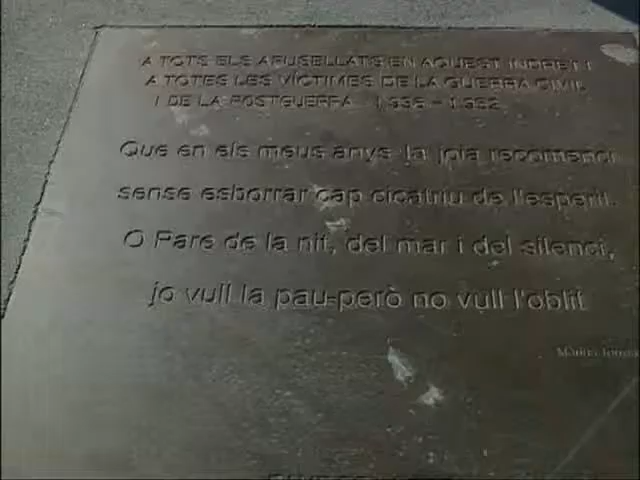 A TOTS ELS AFUSELLATS EN AQUEST INDRET I
A TOTES LES VÍCTIMES DE LA GUERRA CIVIL
I DE LA POSTGUERRA
Que en els meus anys la joia recomenci
sense esborrar cap cicatriu de l'esperit.
O Pare de la nit, del mar i del silenci,
jo vull la pau-però no vull l'oblit